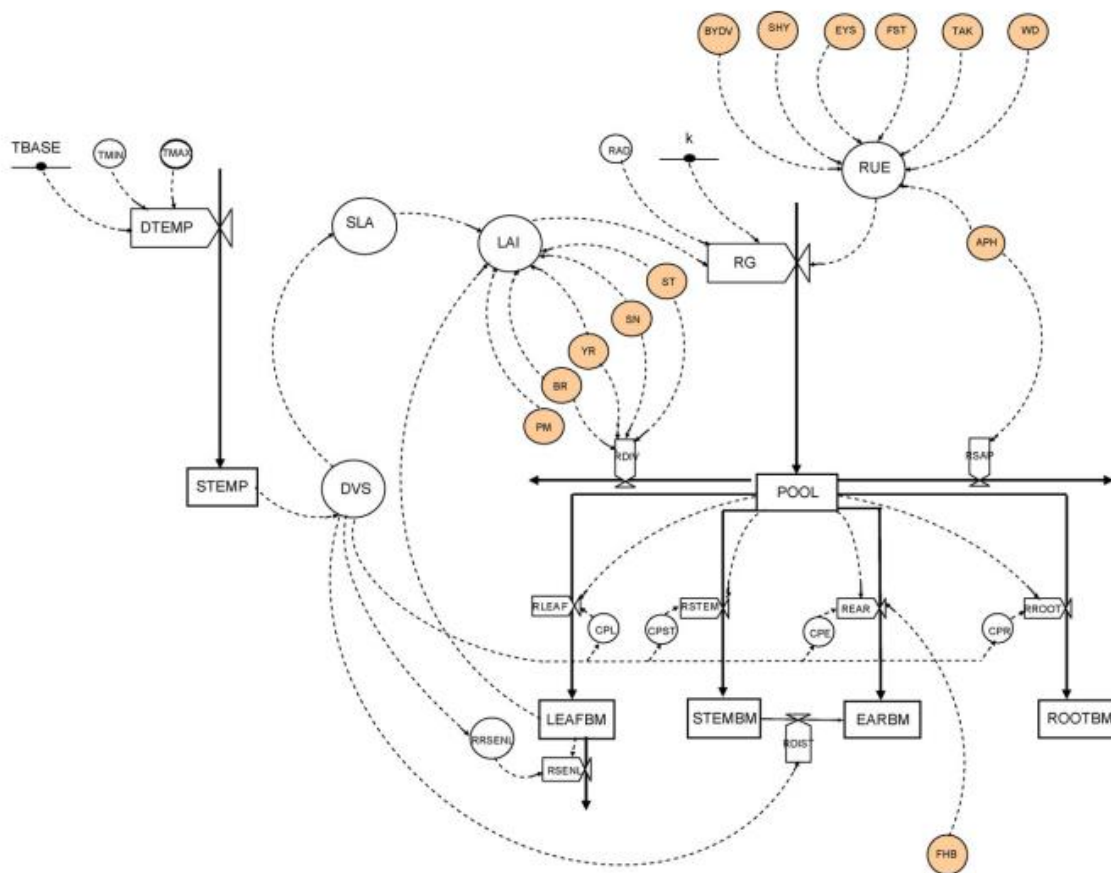 BYDV SHY EYS FST TAK WD
TBASE TMIN TMAX RAD k RUE
DTEMP SLA LAI RG APH
ST
SN
YR
BR
PM
RDIV RSAP
STEMP DVS POOL
RLEAF RSTEM REAR RROOT
CPL CPST CPE CPR
LEAFBM STEMBM EARBM ROOTBM
RRSENL RSENL RDIST
FHB